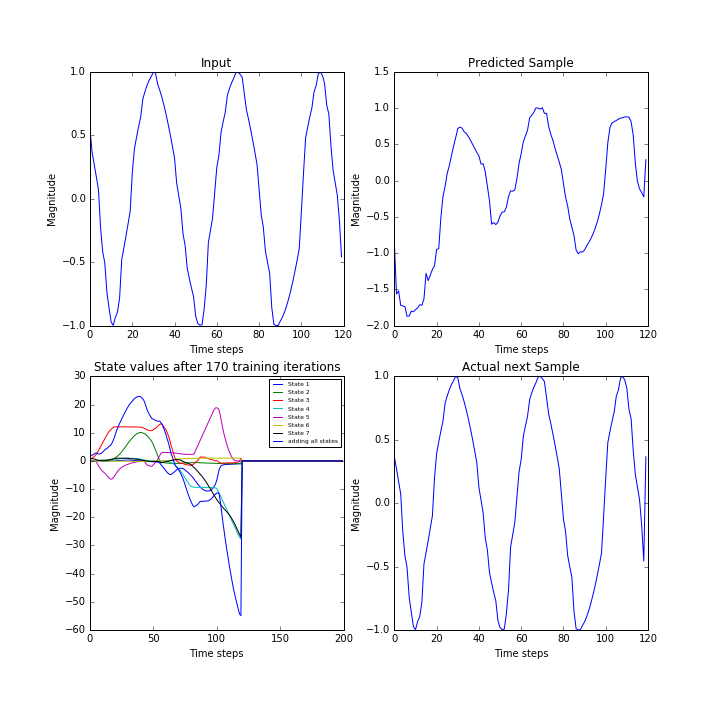 Input
Magnitude
1.0
0.5
0.0
−0.5
−1.0
0 20 40 60 80 100 120
Time steps
Predicted Sample
Magnitude
1.5
1.0
0.5
0.0
−0.5
−1.0
−1.5
−2.0
0 20 40 60 80 100 120
Time steps
State values after 170 training iterations
Magnitude
30
20
10
0
−10
−20
−30
−40
−50
−60
0 50 100 150 200
Time steps
State 1
State 2
State 3
State 4
State 5
State 6
State 7
adding all states
Actual next Sample
Magnitude
1.0
0.5
0.0
−0.5
−1.0
0 20 40 60 80 100 120
Time steps